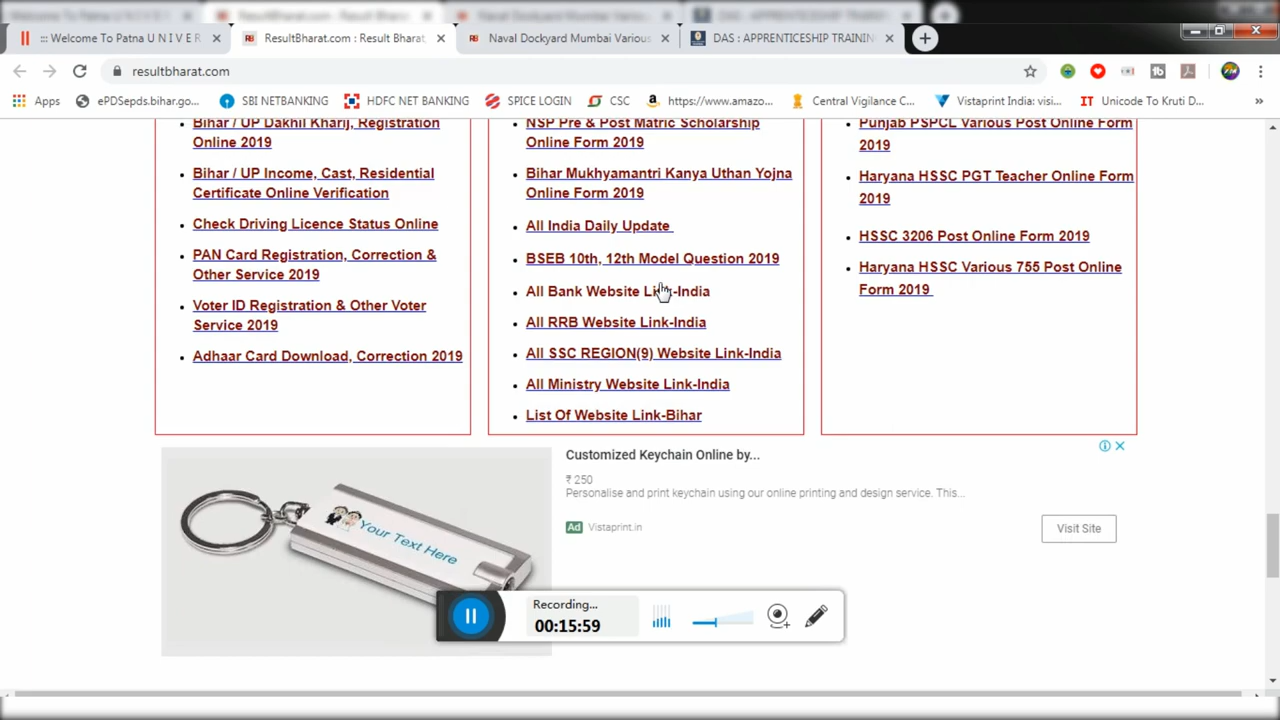 ::: Welcome To Patna U N I V E R
ResultBharat.com : Result Bharat,
Naval Dockyard Mumbai Various
DAS : APPRENTICESHIP TRAININ
resultbharat.com
Apps
ePDSepds.bihar.go...
SBI NETBANKING
HDFC NET BANKING
SPICE LOGIN
CSC
https://www.amazo...
Central Vigilance C...
Vistaprint India: visi...
Unicode To Kruti D...
»
Bihar / UP Dakhil Kharij, Registration
Online 2019
Bihar / UP Income, Cast, Residential
Certificate Online Verification
Check Driving Licence Status Online
PAN Card Registration, Correction &
Other Service 2019
Voter ID Registration & Other Voter
Service 2019
Adhaar Card Download, Correction 2019
NSP Pre & Post Matric Scholarship
Online Form 2019
Bihar Mukhyamantri Kanya Uthan Yojna
Online Form 2019
All India Daily Update
BSEB 10th, 12th Model Question 2019
All Bank Website Link-India
All RRB Website Link-India
All SSC REGION(9) Website Link-India
All Ministry Website Link-India
List Of Website Link-Bihar
Punjab PSPCL Various Post Online Form
2019
Haryana HSSC PGT Teacher Online Form
2019
HSSC 3206 Post Online Form 2019
Haryana HSSC Various 755 Post Online
Form 2019
Your Text Here
Customized Keychain Online by...
₹ 250
Personalise and print keychain using our online printing and design service. This...
Ad Vistaprint.in
Visit Site
Recording...
00:15:59